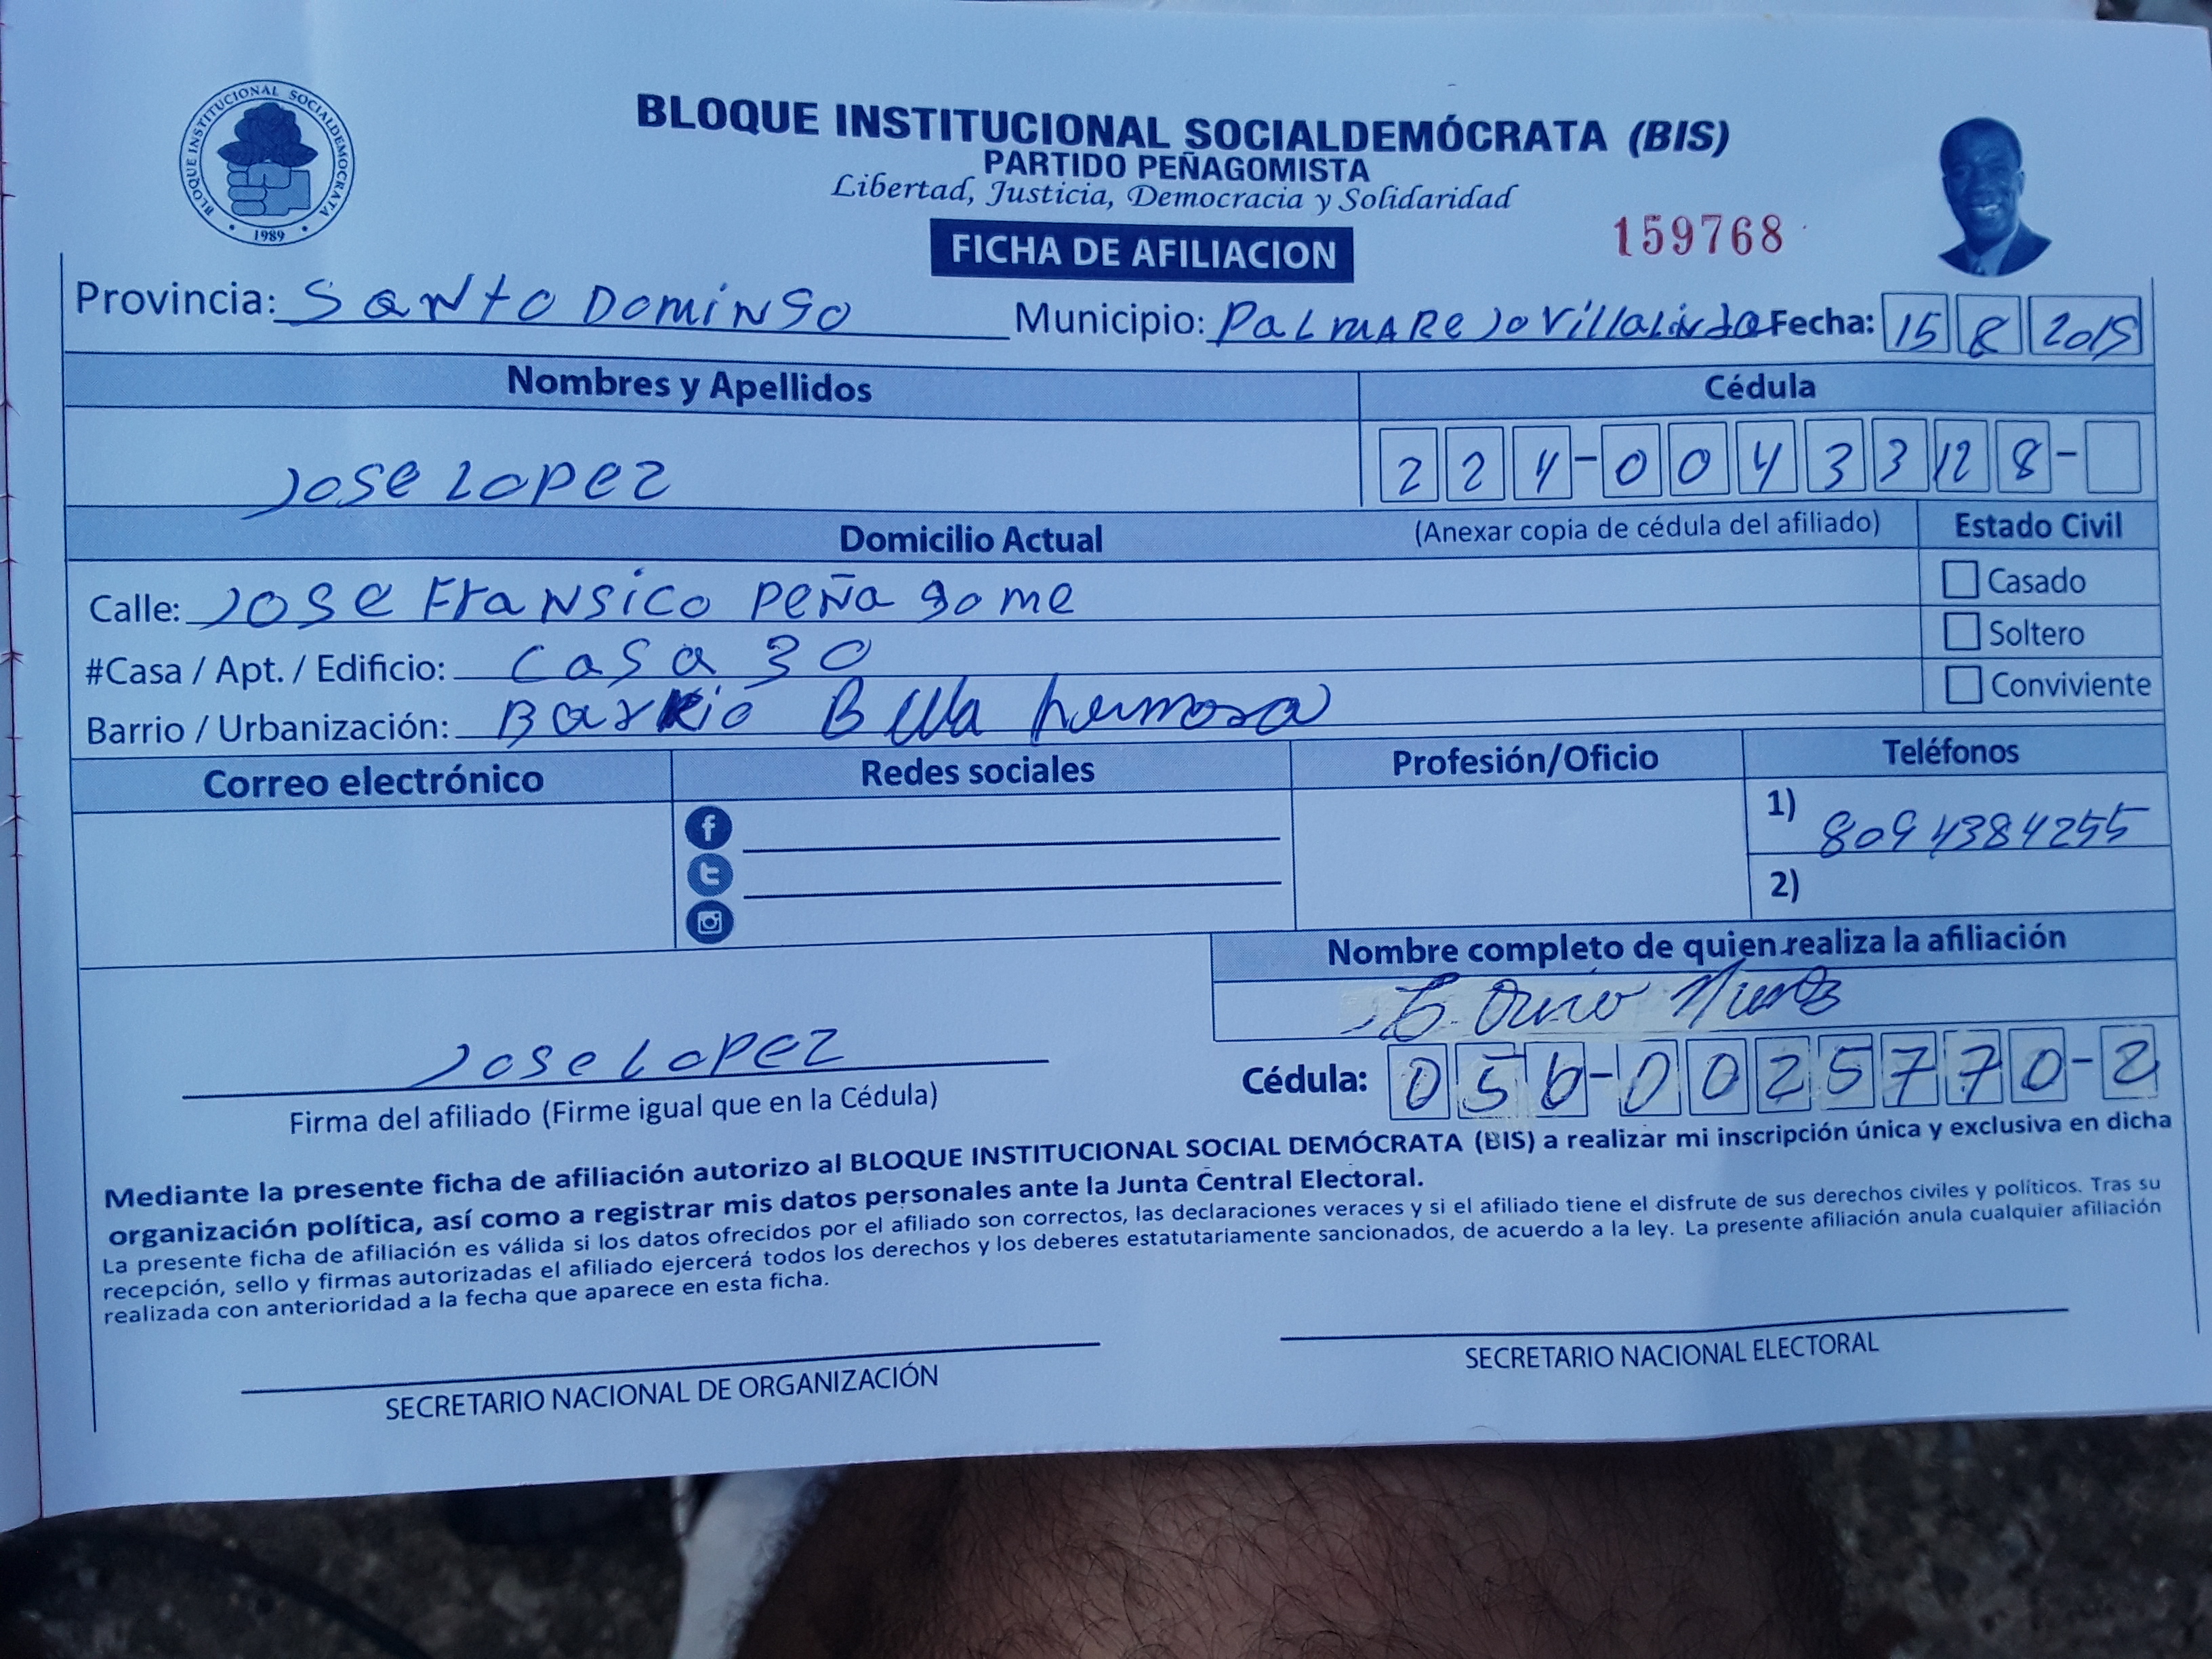 BLOQUE INSTITUCIONAL SOCIALDEMOCRATA
1989
BLOQUE INSTITUCIONAL SOCIALDEMÓCRATA (BIS)
PARTIDO PEÑAGOMISTA
Libertad, Justicia, Democracia y Solidaridad
FICHA DE AFILIACION
159768
Provincia: SANTO DOMINGO Municipio: PALMAREJO VillaLinda Fecha: 15 8 2019
Nombres y Apellidos Cédula
JOSE LOPEZ 224-0043312 8-
Domicilio Actual (Anexar copia de cédula del afiliado) Estado Civil
Calle: JOSE FraNSico PEÑa gome
Casado
#Casa / Apt. / Edificio: CaSa 30
Soltero
Barrio / Urbanización: Barrio Bella hermosa
Conviviente
Correo electrónico Redes sociales Profesión/Oficio Teléfonos
1) 8094384255
2)
Nombre completo de quien realiza la afiliación
JOSE LOPEZ
Cédula: 056-0025770-2
Firma del afiliado (Firme igual que en la Cédula)
Mediante la presente ficha de afiliación autorizo al BLOQUE INSTITUCIONAL SOCIAL DEMÓCRATA (BIS) a realizar mi inscripción única y exclusiva en dicha
organización política, así como a registrar mis datos personales ante la Junta Central Electoral.
La presente ficha de afiliación es válida si los datos ofrecidos por el afiliado son correctos, las declaraciones veraces y si el afiliado tiene el disfrute de sus derechos civiles y políticos. Tras su
recepción, sello y firmas autorizadas el afiliado ejercerá todos los derechos y los deberes estatutariamente sancionados, de acuerdo a la ley. La presente afiliación anula cualquier afiliación
realizada con anterioridad a la fecha que aparece en esta ficha.
SECRETARIO NACIONAL DE ORGANIZACIÓN SECRETARIO NACIONAL ELECTORAL